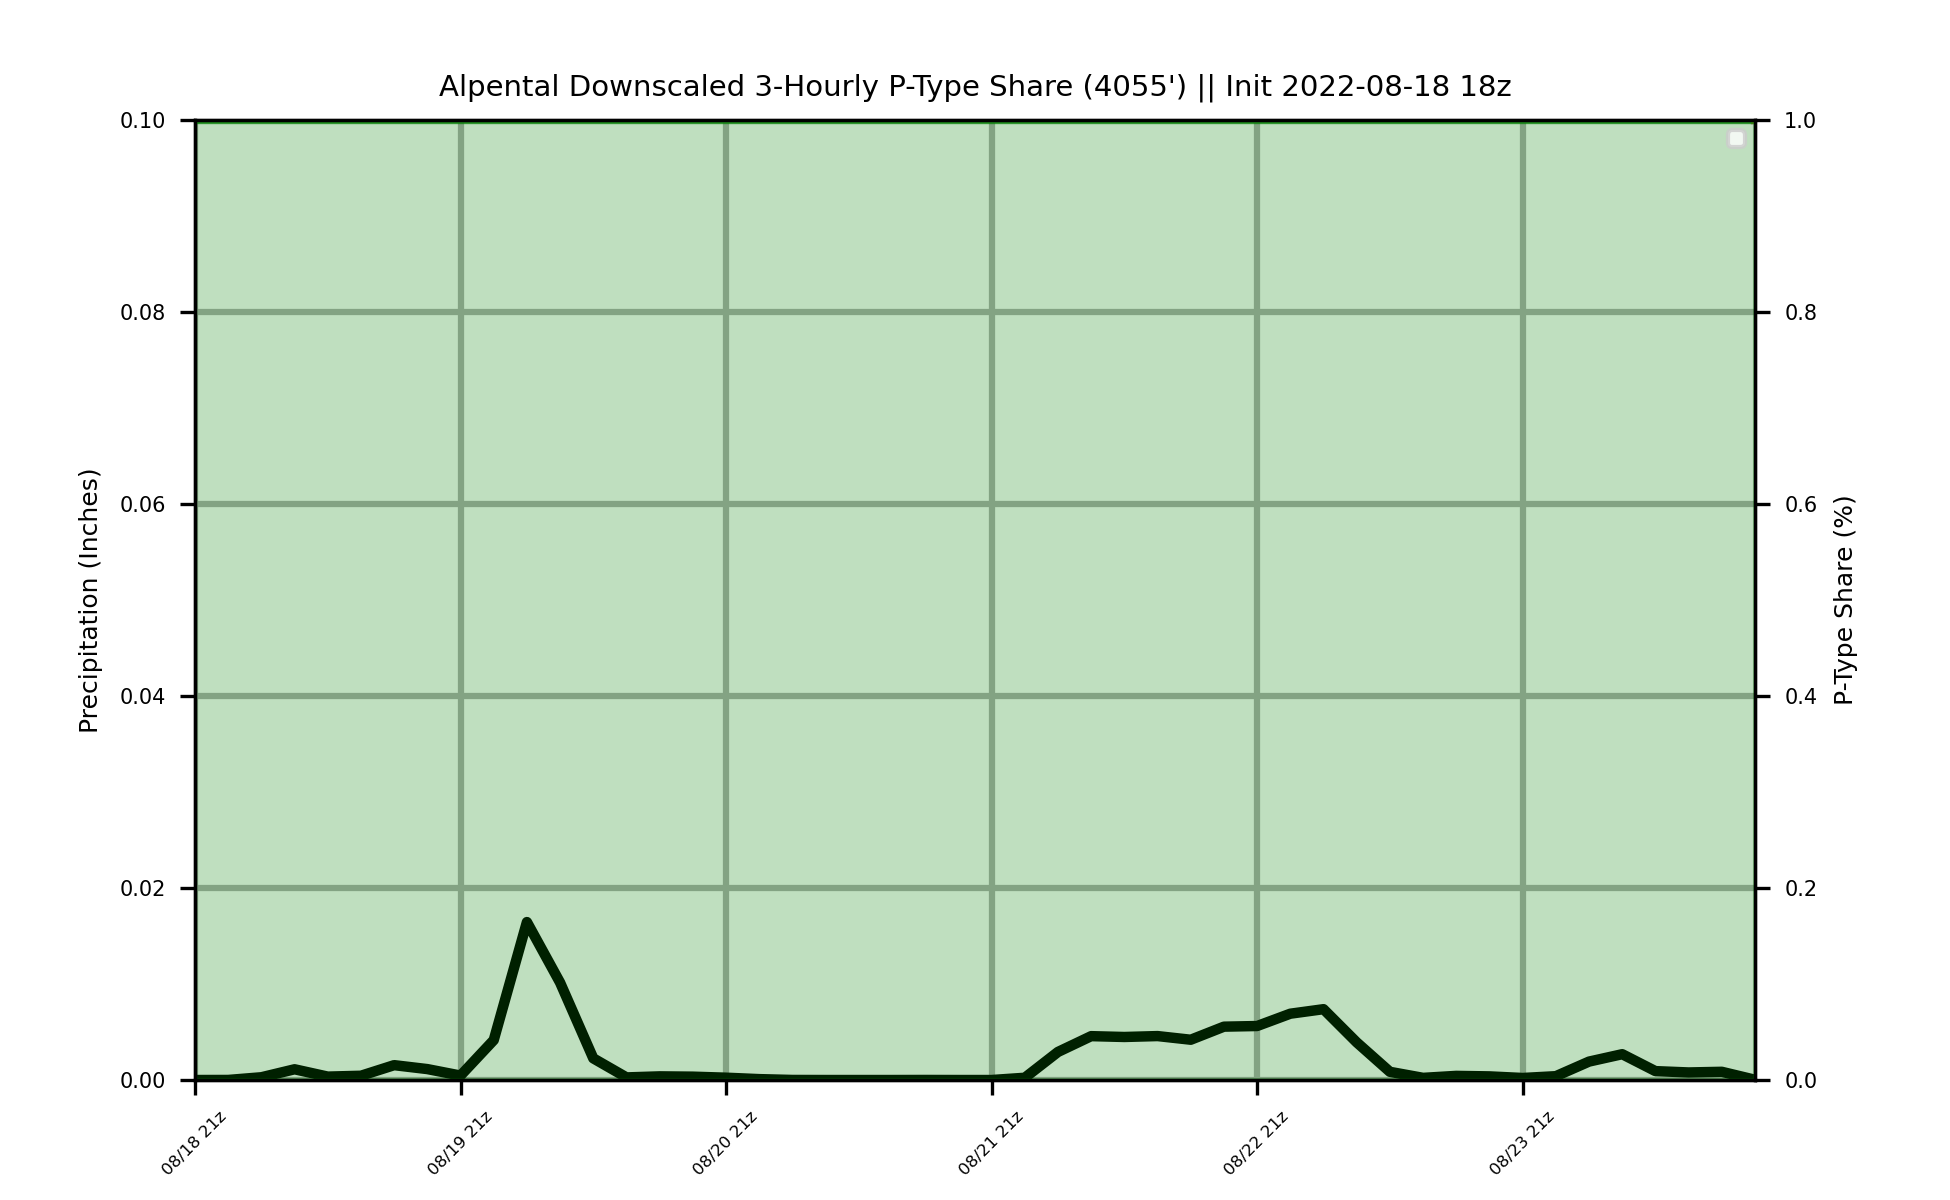 Alpental Downscaled 3-Hourly P-Type Share (4055') || Init 2022-08-18 18z
Precipitation (Inches)
0.10
0.08
0.06
0.04
0.02
0.00
1.0
0.8
0.6
0.4
0.2
0.0
P-Type Share (%)
08/18 21z
08/19 21z
08/20 21z
08/21 21z
08/22 21z
08/23 21z